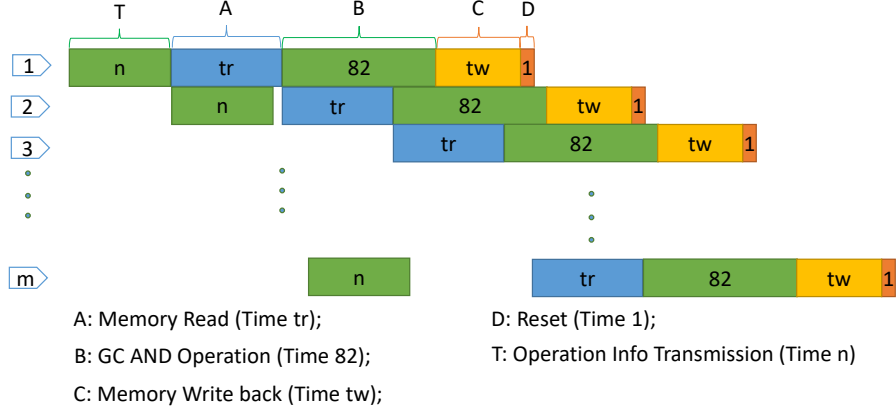 T A B C D
1 n tr 82 tw 1
2 n tr 82 tw 1
3 tr 82 tw 1
m n tr 82 tw 1
A: Memory Read (Time tr);
B: GC AND Operation (Time 82);
C: Memory Write back (Time tw);
D: Reset (Time 1);
T: Operation Info Transmission (Time n)